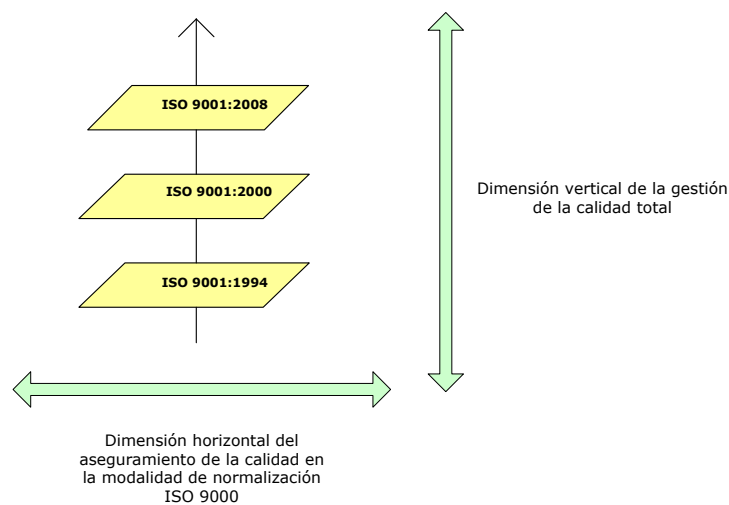 ISO 9001:2008
ISO 9001:2000
ISO 9001:1994
Dimensión vertical de la gestión
de la calidad total
Dimensión horizontal del
aseguramiento de la calidad en
la modalidad de normalización
ISO 9000